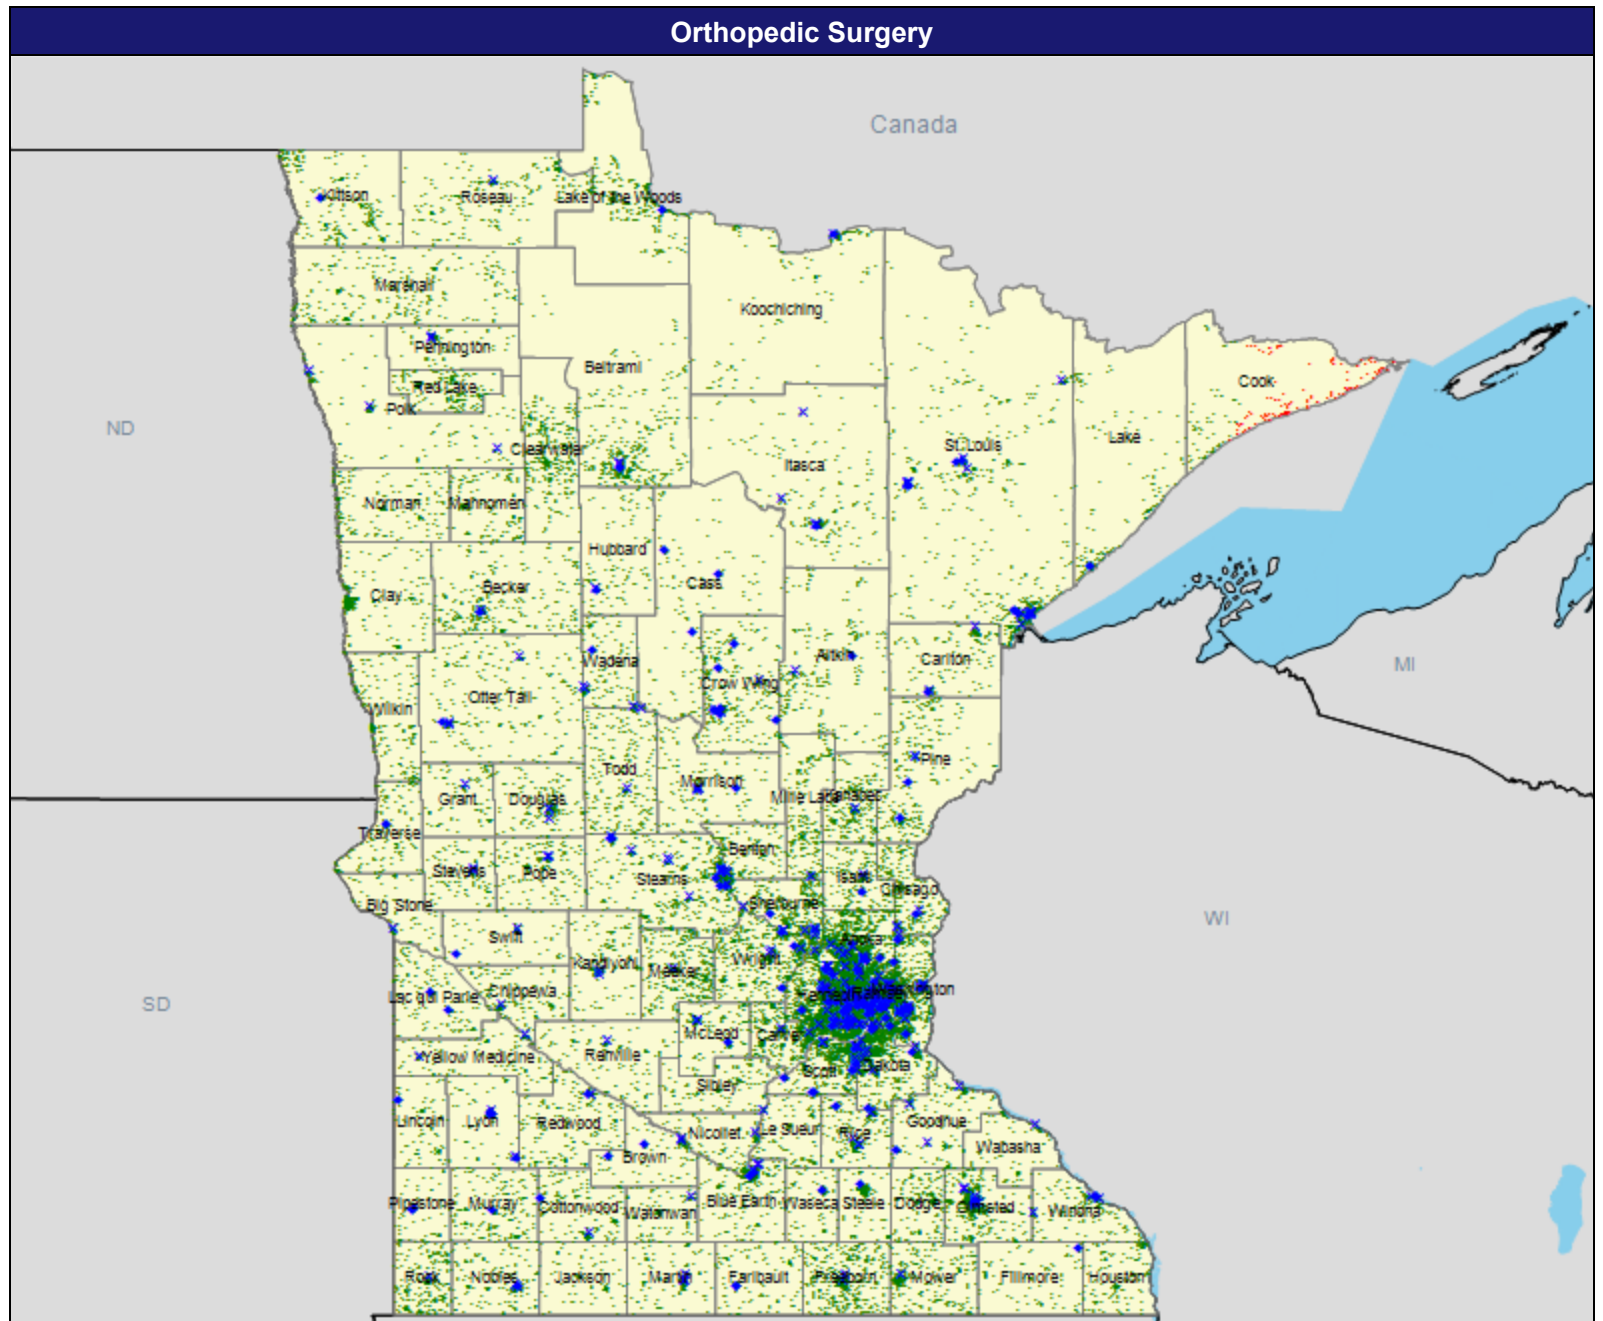 Orthopedic Surgery
Canada
Kittson
Roseau
Lake of the Woods
Marshall
Koochiching
Pennington
Beltrami
Red Lake
Cook
Polk
ND
Clearwater
St. Louis
Lake
Itasca
Norman
Mahnomen
Hubbard
Cass
Becker
Clay
Aitkin
Wadena
Carlton
MI
Crow Wing
Otter Tail
Wilkin
Pine
Todd
Morrison
Mille Lacs
Kanabec
Grant
Douglas
Traverse
Benton
Stevens
Pope
Stearns
Isanti
Chisago
Big Stone
Sherburne
WI
Swift
Anoka
Kandiyohi
Meeker
Wright
Lac qui Parle
Chippewa
Hennepin
Ramsey
Washington
SD
McLeod
Carver
Yellow Medicine
Renville
Scott
Dakota
Sibley
Lincoln
Lyon
Redwood
Nicollet
Le Sueur
Rice
Goodhue
Wabasha
Brown
Pipestone
Murray
Cottonwood
Watonwan
Blue Earth
Waseca
Steele
Dodge
Olmsted
Winona
Rock
Nobles
Jackson
Martin
Faribault
Freeborn
Mower
Fillmore
Houston